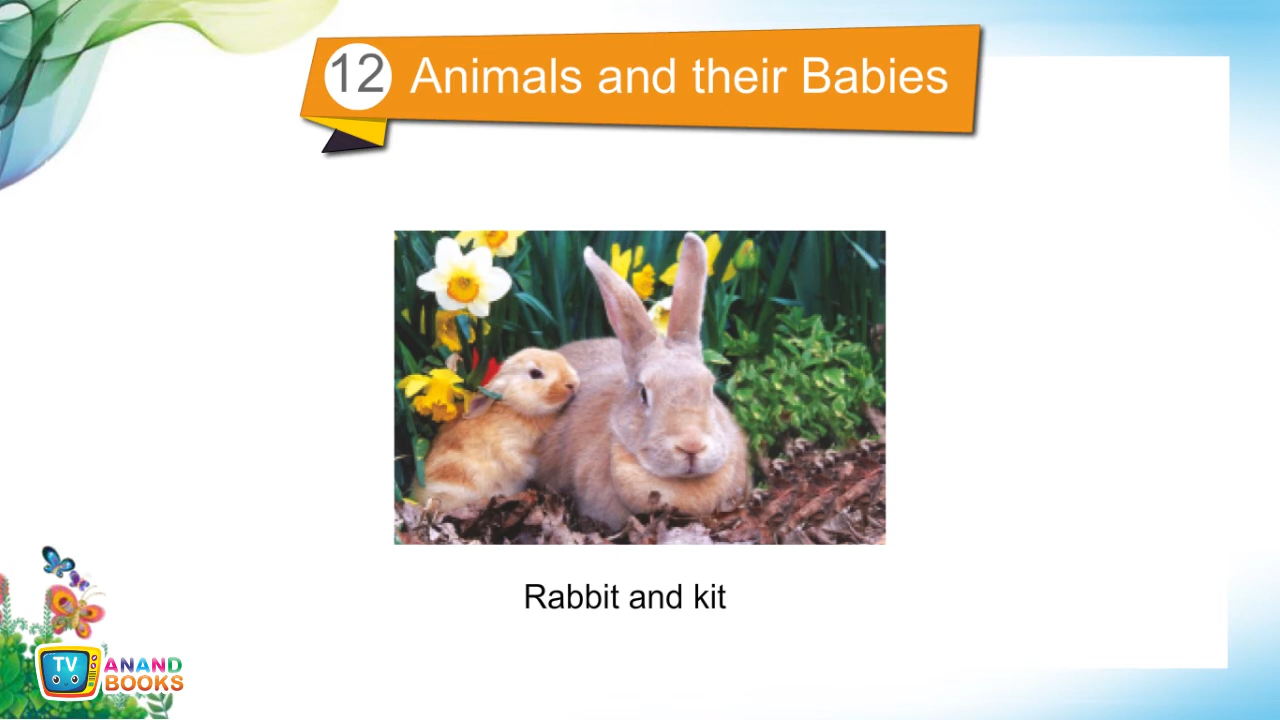 12 Animals and their Babies
Rabbit and kit
TV
ANAND
BOOKS